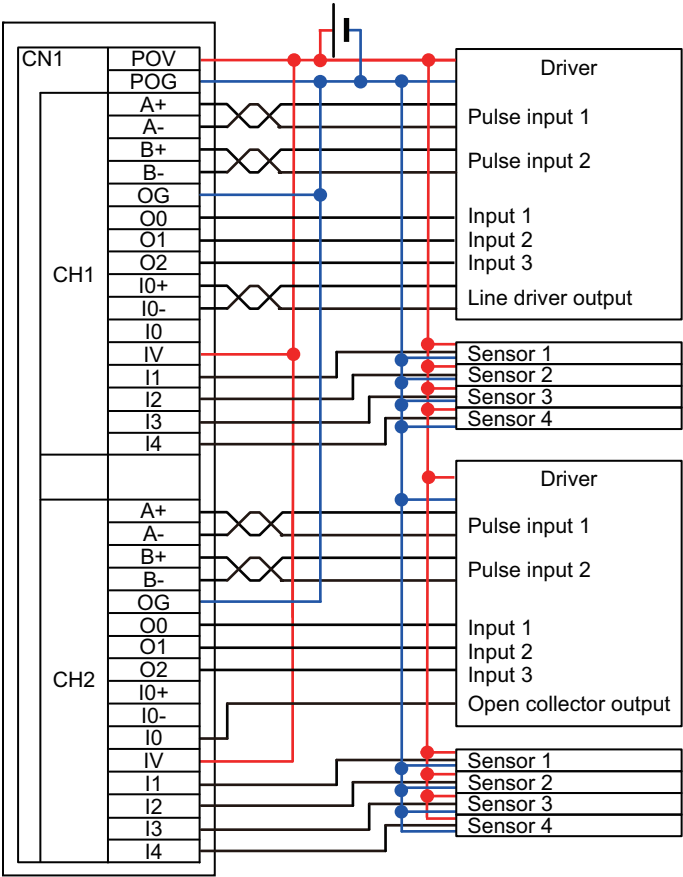 CN1
POV
POG
Driver
A+
A-
Pulse input 1
B+
B-
Pulse input 2
OG
O0
Input 1
O1
Input 2
O2
Input 3
CH1
I0+
I0-
Line driver output
I0
IV
Sensor 1
I1
Sensor 2
I2
Sensor 3
I3
Sensor 4
I4
Driver
A+
A-
Pulse input 1
B+
B-
Pulse input 2
OG
O0
Input 1
O1
Input 2
O2
Input 3
CH2
I0+
I0-
Open collector output
I0
IV
Sensor 1
I1
Sensor 2
I2
Sensor 3
I3
Sensor 4
I4